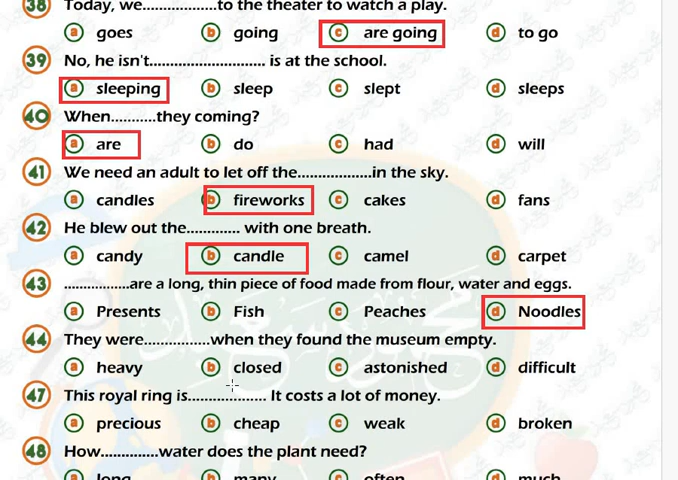 38 Today, we..................to the theater to watch a play.
a goes b going c are going d to go
39 No, he isn't............................ is at the school.
a sleeping b sleep c slept d sleeps
40 When...........they coming?
a are b do c had d will
41 We need an adult to let off the..................in the sky.
a candles b fireworks c cakes d fans
42 He blew out the............. with one breath.
a candy b candle c camel d carpet
43 ................are a long, thin piece of food made from flour, water and eggs.
a Presents b Fish c Peaches d Noodles
44 They were................when they found the museum empty.
a heavy b closed c astonished d difficult
47 This royal ring is................... It costs a lot of money.
a precious b cheap c weak d broken
48 How..............water does the plant need?
a long b many c often d much